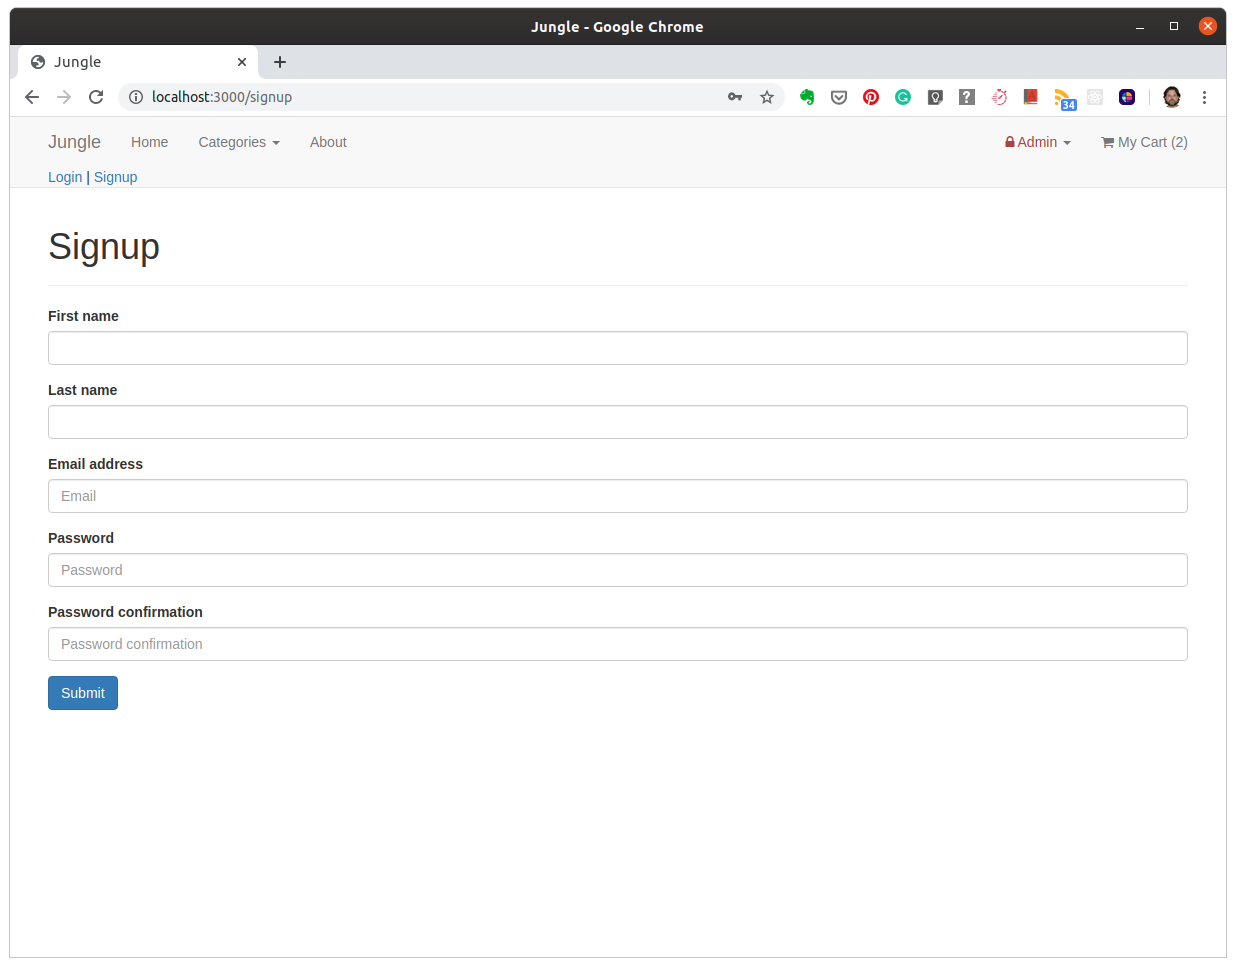 Jungle - Google Chrome
Jungle
localhost:3000/signup
34
Jungle Home Categories About Admin My Cart (2)
Login | Signup
Signup
First name
Last name
Email address
Email
Password
Password
Password confirmation
Password confirmation
Submit